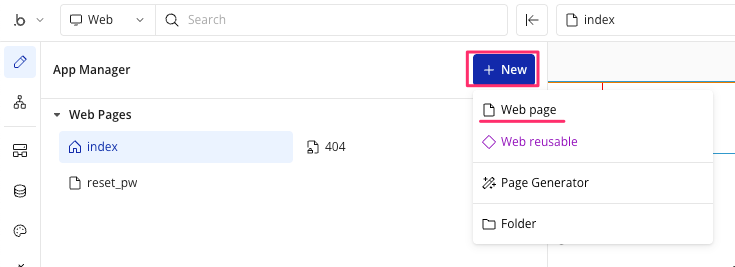 .b Web Search index
App Manager
+ New
Web Pages
index
404
reset_pw
Web page
Web reusable
Page Generator
Folder